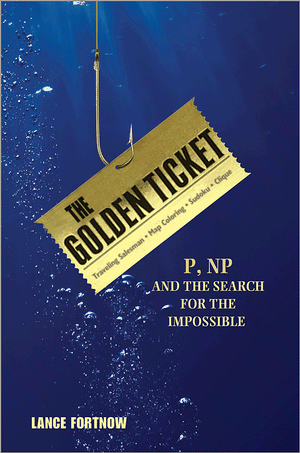 THE
GOLDEN TICKET
Traveling Salesman • Map Coloring • Sudoku • Clique
P, NP
AND THE SEARCH
FOR THE
IMPOSSIBLE
LANCE FORTNOW